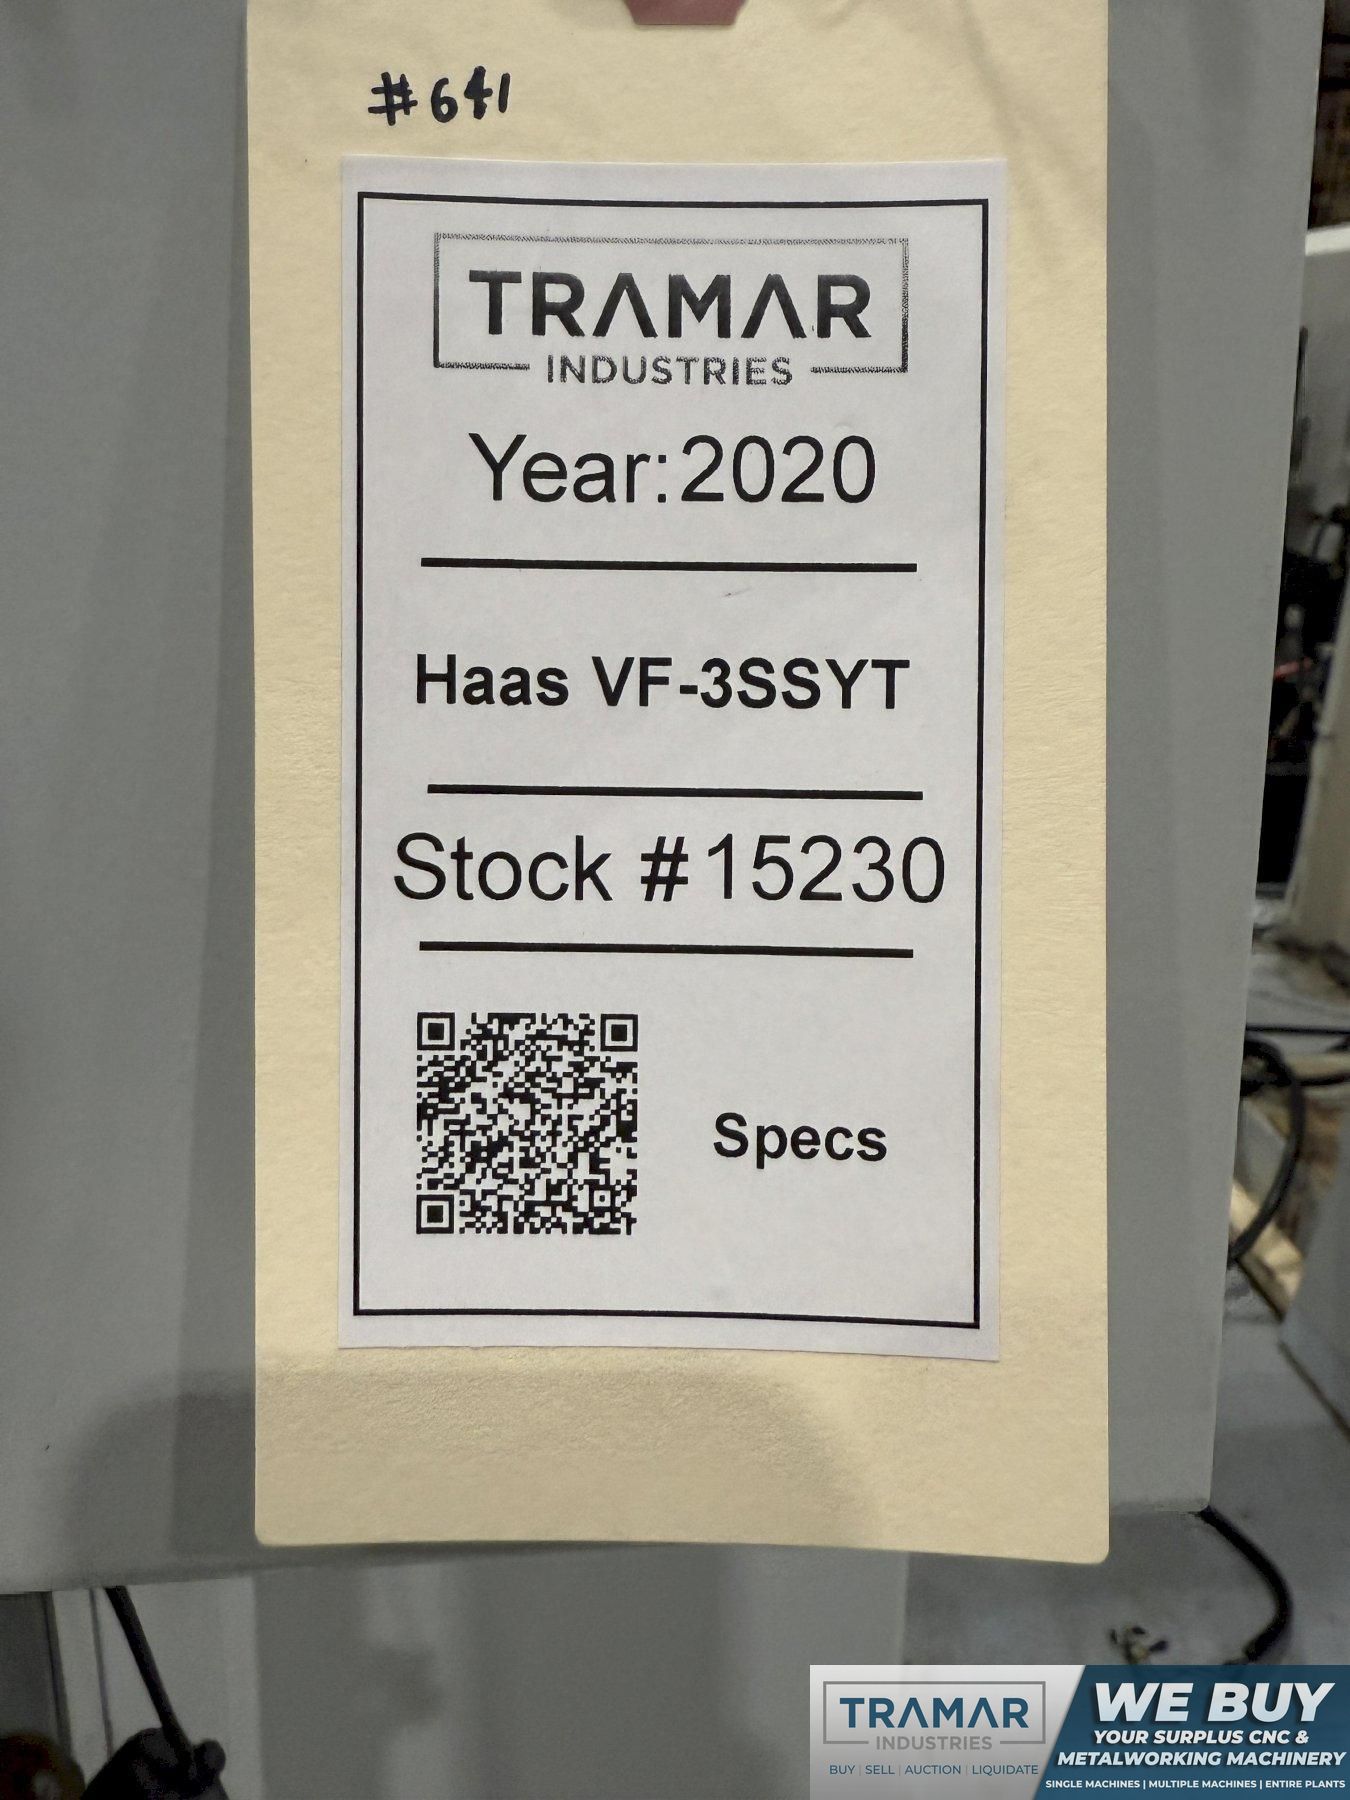 #641
TRAMAR
INDUSTRIES
Year:2020
Haas VF-3SSYT
Stock #15230
Specs
TRAMAR
INDUSTRIES
BUY | SELL | AUCTION | LIQUIDATE
WE BUY
YOUR SURPLUS CNC &
METALWORKING MACHINERY
SINGLE MACHINES | MULTIPLE MACHINES | ENTIRE PLANTS